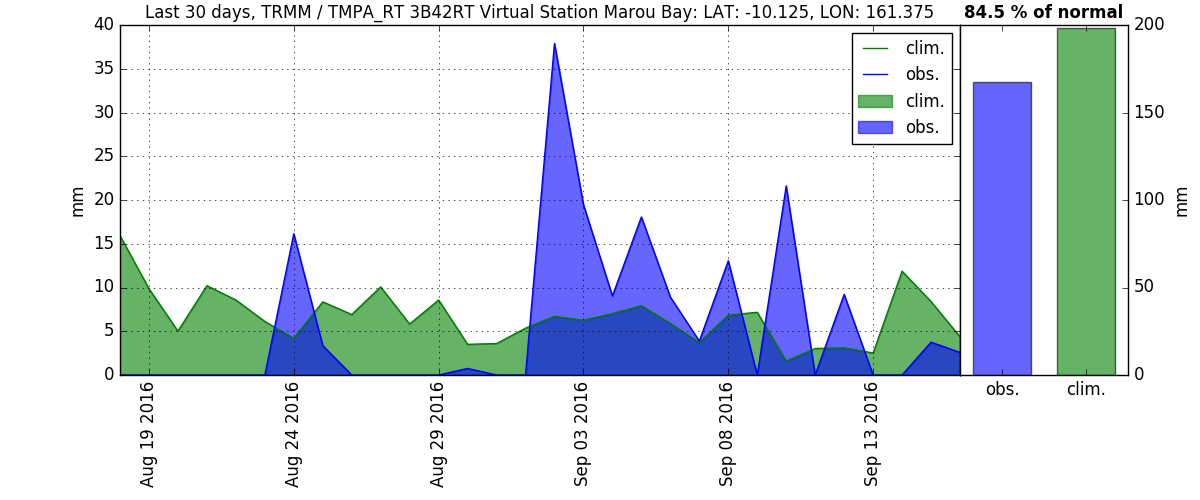 Last 30 days, TRMM / TMPA_RT 3B42RT Virtual Station Marou Bay: LAT: -10.125, LON: 161.375
84.5 % of normal
40
35
30
25
20
15
10
5
0
mm
clim.
obs.
clim.
obs.
Aug 19 2016
Aug 24 2016
Aug 29 2016
Sep 03 2016
Sep 08 2016
Sep 13 2016
200
150
100
50
0
mm
obs.
clim.